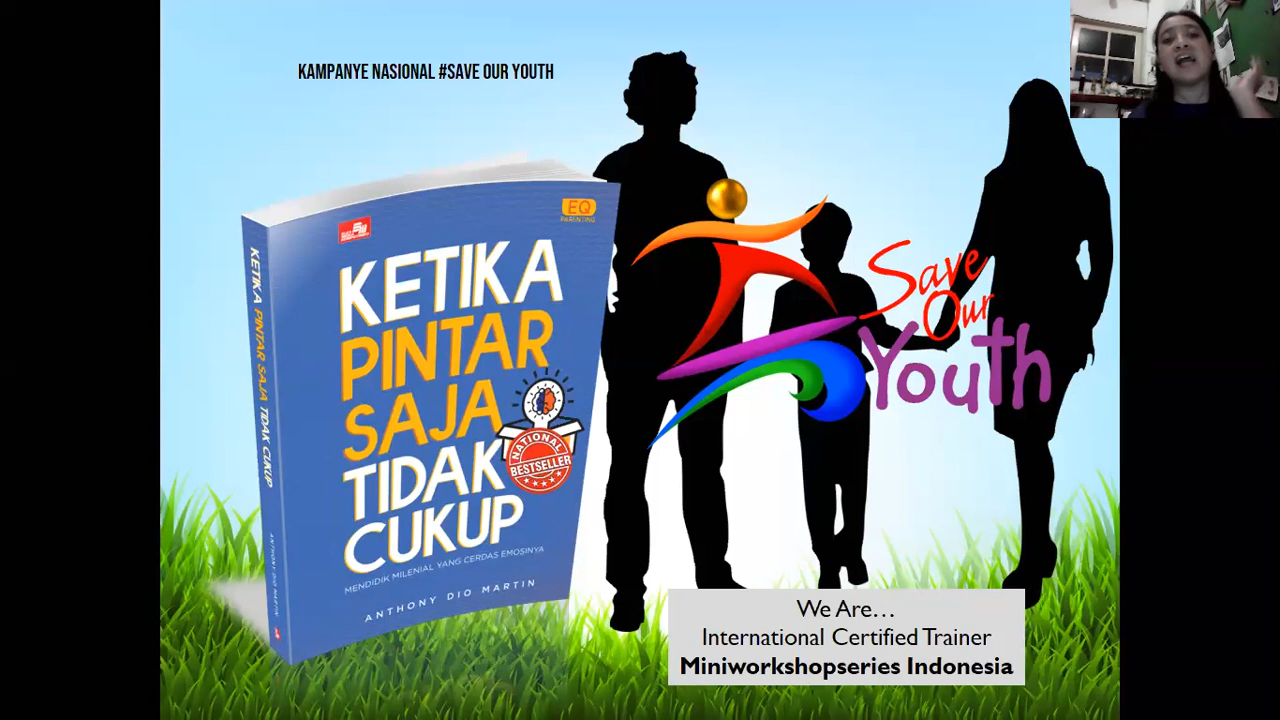 KAMPANYE NASIONAL #SAVE OUR YOUTH
EQ
PARENTING
KETIKA
PINTAR
SAJA
TIDAK
CUKUP
NATIONAL
BESTSELLER
MENDIDIK MILENIAL YANG CERDAS EMOSINYA
ANTHONY DIO MARTIN
KETIKA PINTAR SAJA TIDAK CUKUP
ANTHONY DIO MARTIN
Save
Our
Youth
We Are...
International Certified Trainer
Miniworkshopseries Indonesia